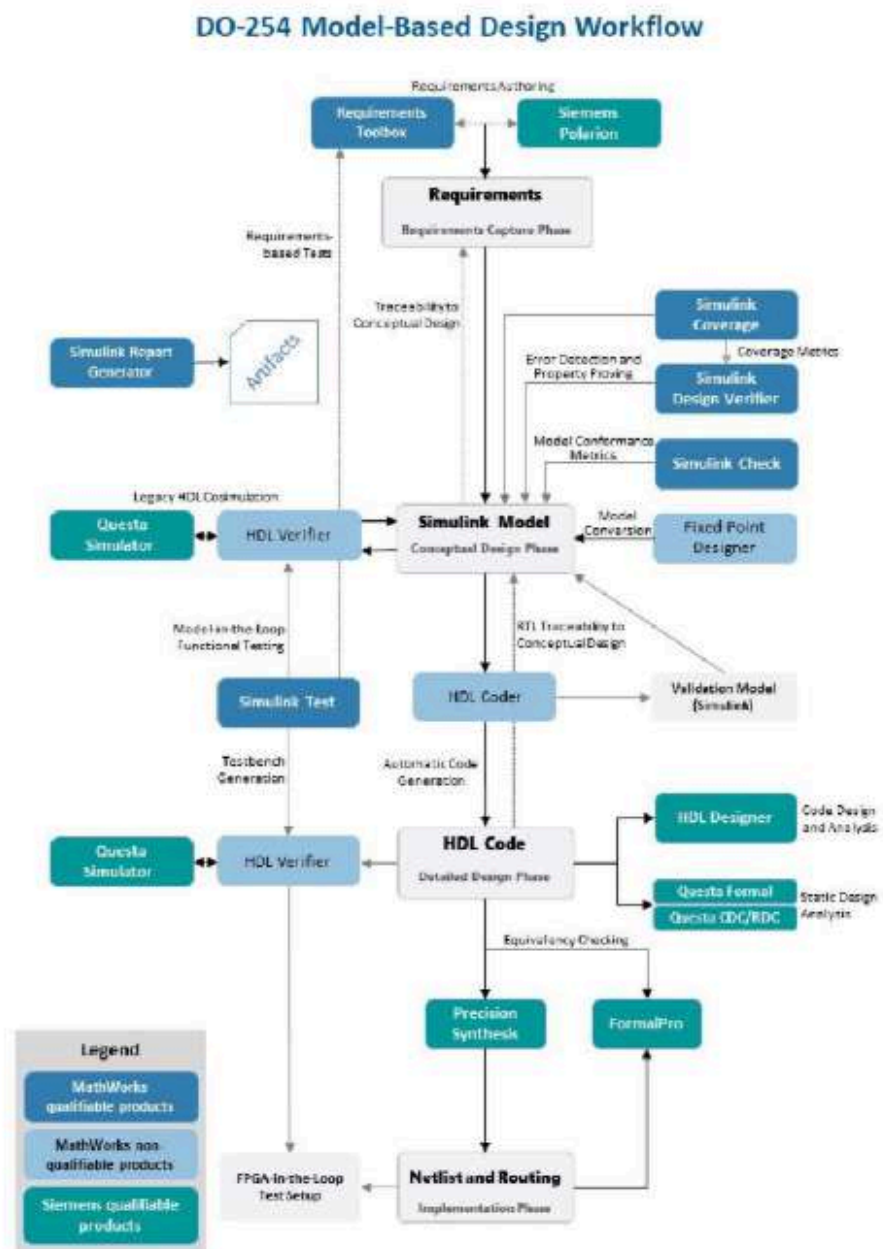 DO-254 Model-Based Design Workflow
Requirements Authoring
Requirements
Toolbox
Siemens
Polarion
Requirements
Requirements Capture Phase
Requirements-
based Tests
Traceability to
Conceptual Design
Simulink
Coverage
Coverage Metrics
Simulink Report
Generator
Artifacts
Error Detection and
Property Proving
Simulink
Design Verifier
Model Conformance
Metrics
Simulink Check
Legacy HDL Cosimulation
Questa
Simulator
HDL Verifier
Simulink Model
Conceptual Design Phase
Model
Conversion
Fixed Point
Designer
Model-in-the-Loop
Functional Testing
RTL Traceability to
Conceptual Design
Simulink Test
HDL Coder
Validation Model
(Simulink)
Testbench
Generation
Automatic Code
Generation
HDL Designer
Code Design
and Analysis
Questa
Simulator
HDL Verifier
HDL Code
Detailed Design Phase
Questa Formal
Questa CDC/RDC
Static Design
Analysis
Equivalency Checking
Precision
Synthesis
FormalPro
Legend
MathWorks
qualifiable products
MathWorks non-
qualifiable products
Siemens qualifiable
products
FPGA-in-the-Loop
Test Setup
Netlist and Routing
Implementation Phase